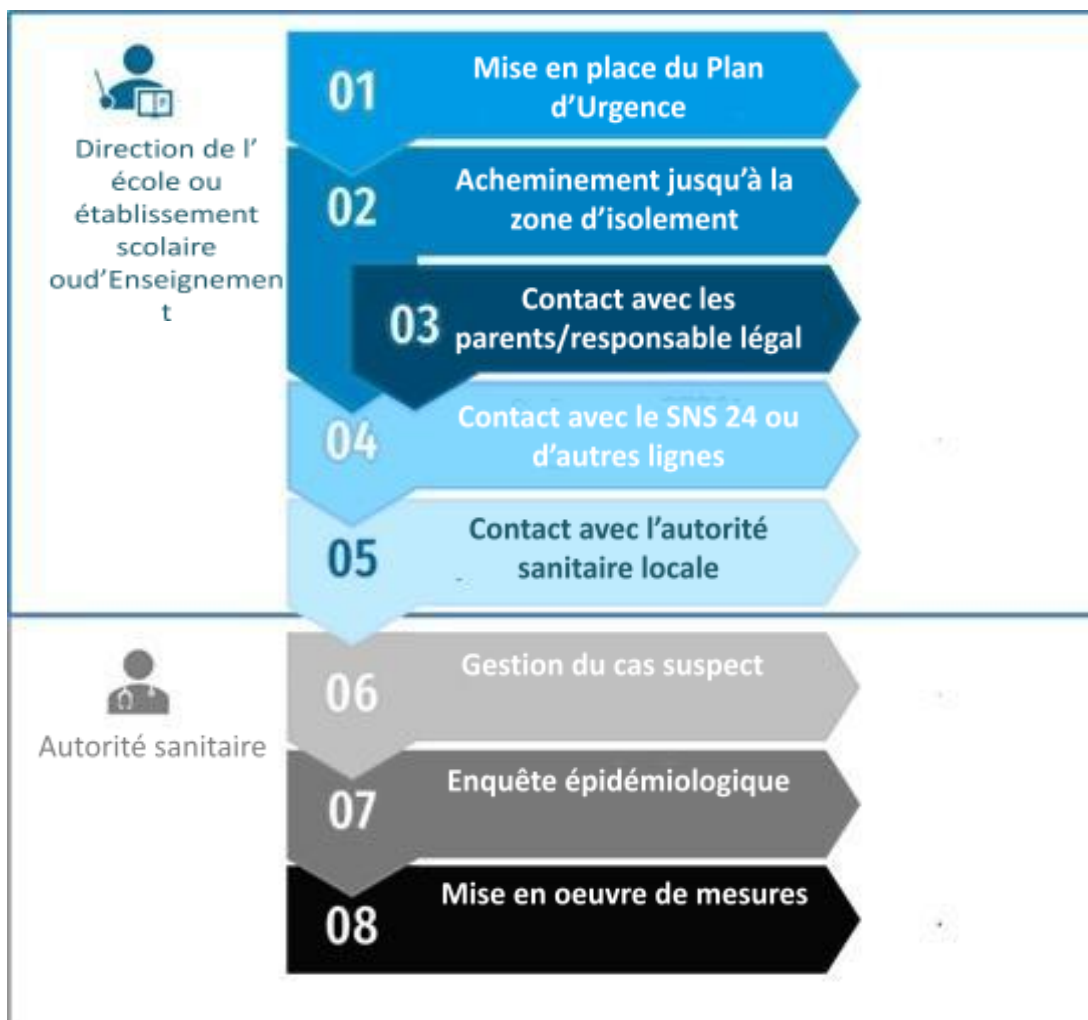 Direction de l'
école ou
établissement
scolaire
oud'Enseignemen
t
01
Mise en place du Plan
d'Urgence
02
Acheminement jusqu'à la
zone d'isolement
03
Contact avec les
parents/responsable légal
04
Contact avec le SNS 24 ou
d'autres lignes
05
Contact avec l'autorité
sanitaire locale
Autorité sanitaire
06
Gestion du cas suspect
07
Enquête épidémiologique
08
Mise en oeuvre de mesures